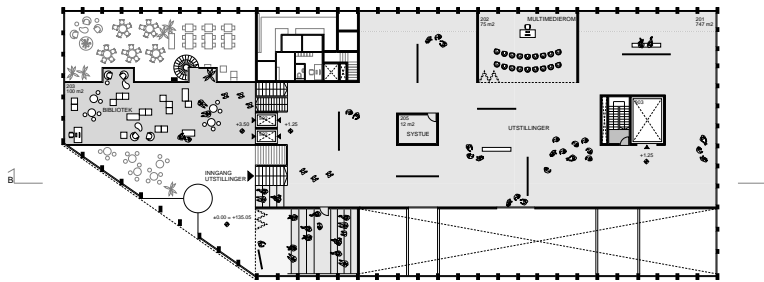 202
75 m2
MULTIMEDIEROM
201
747 m2
203
100 m2
BIBLIOTEK
+3.50
+1.25
205
12 m2
SYSTUE
UTSTILLINGER
+1.25
B
INNGANG
UTSTILLINGER
±0.00 = +135.05